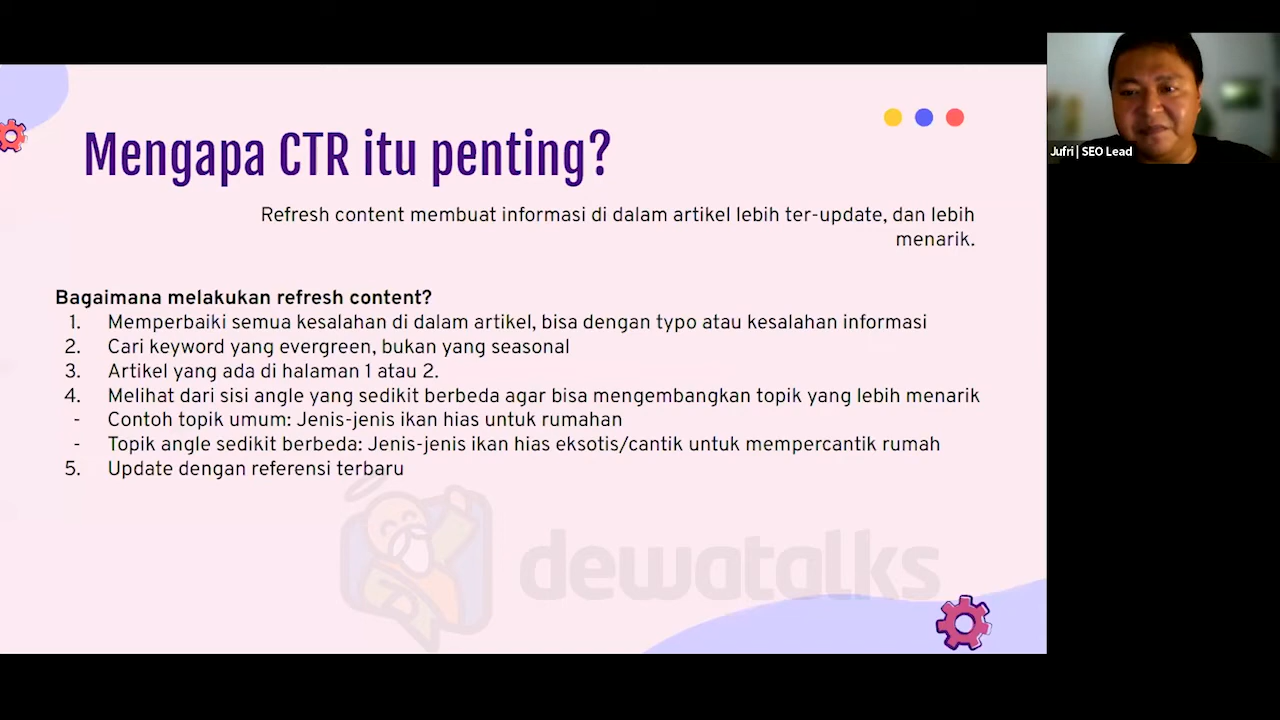 Mengapa CTR itu penting?
Refresh content membuat informasi di dalam artikel lebih ter-update, dan lebih
menarik.
Bagaimana melakukan refresh content?
1. Memperbaiki semua kesalahan di dalam artikel, bisa dengan typo atau kesalahan informasi
2. Cari keyword yang evergreen, bukan yang seasonal
3. Artikel yang ada di halaman 1 atau 2.
4. Melihat dari sisi angle yang sedikit berbeda agar bisa mengembangkan topik yang lebih menarik
- Contoh topik umum: Jenis-jenis ikan hias untuk rumahan
- Topik angle sedikit berbeda: Jenis-jenis ikan hias eksotis/cantik untuk mempercantik rumah
5. Update dengan referensi terbaru
dewatalks
Jufri | SEO Lead